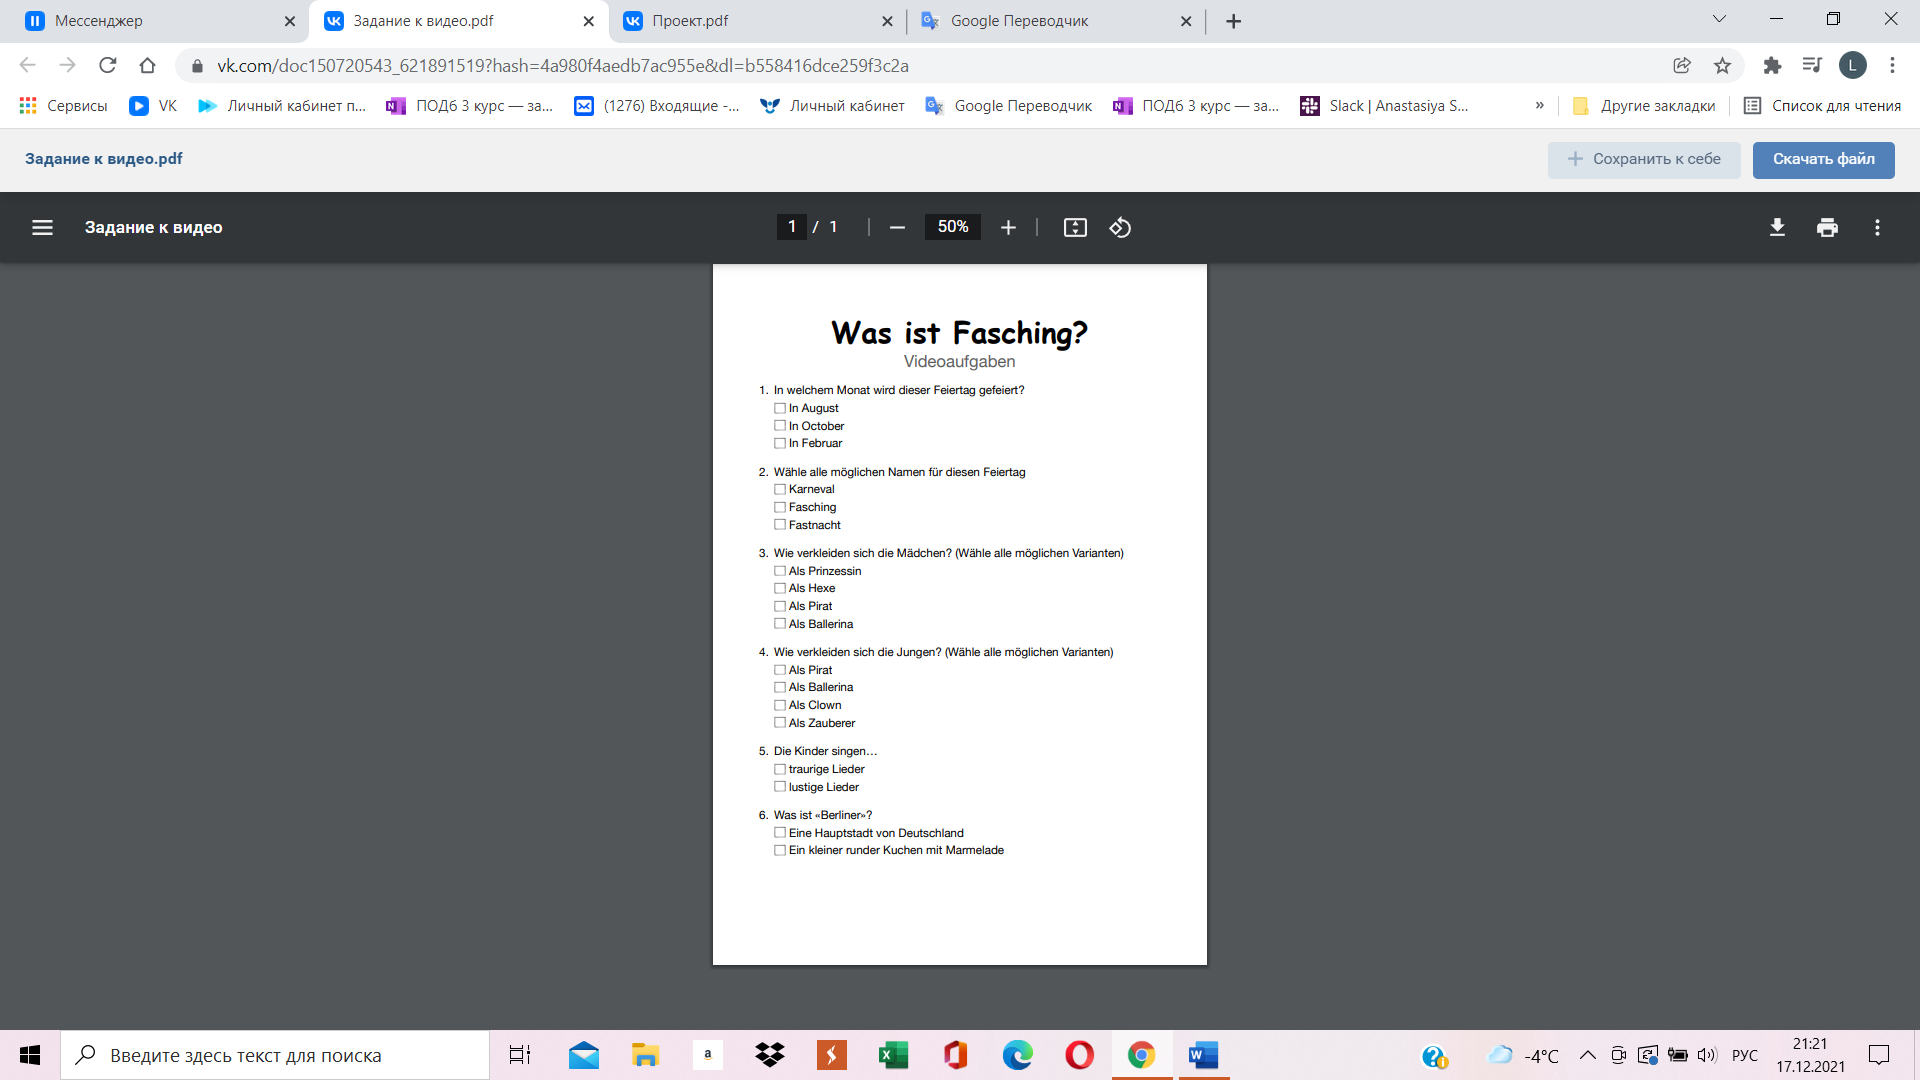 Мессенджер
Задание к видео.pdf
Проект.pdf
Google Переводчик
vk.com/doc150720543_621891519?hash=4a980f4aedb7ac955e&dl=b558416dce259f3c2a
L
Сервисы
VK
Личный кабинет п...
ПОДб 3 курс — за...
(1276) Входящие -...
Личный кабинет
Google Переводчик
ПОДб 3 курс — за...
Slack | Anastasiya S...
»
Другие закладки
Список для чтения
Задание к видео.pdf
Сохранить к себе
Скачать файл
Задание к видео
1 / 1
50%
Was ist Fasching?
Videoaufgaben
1. In welchem Monat wird dieser Feiertag gefeiert?
In August
In October
In Februar
2. Wähle alle möglichen Namen für diesen Feiertag
Karneval
Fasching
Fastnacht
3. Wie verkleiden sich die Mädchen? (Wähle alle möglichen Varianten)
Als Prinzessin
Als Hexe
Als Pirat
Als Ballerina
4. Wie verkleiden sich die Jungen? (Wähle alle möglichen Varianten)
Als Pirat
Als Ballerina
Als Clown
Als Zauberer
5. Die Kinder singen…
traurige Lieder
lustige Lieder
6. Was ist «Berliner»?
Eine Hauptstadt von Deutschland
Ein kleiner runder Kuchen mit Marmelade
Введите здесь текст для поиска
-4°C
РУС
21:21
17.12.2021